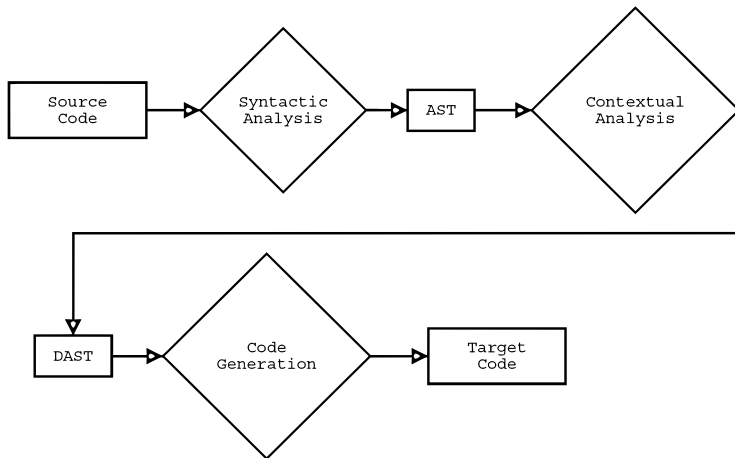 Source
Code
Syntactic
Analysis
AST
Contextual
Analysis
DAST
Code
Generation
Target
Code